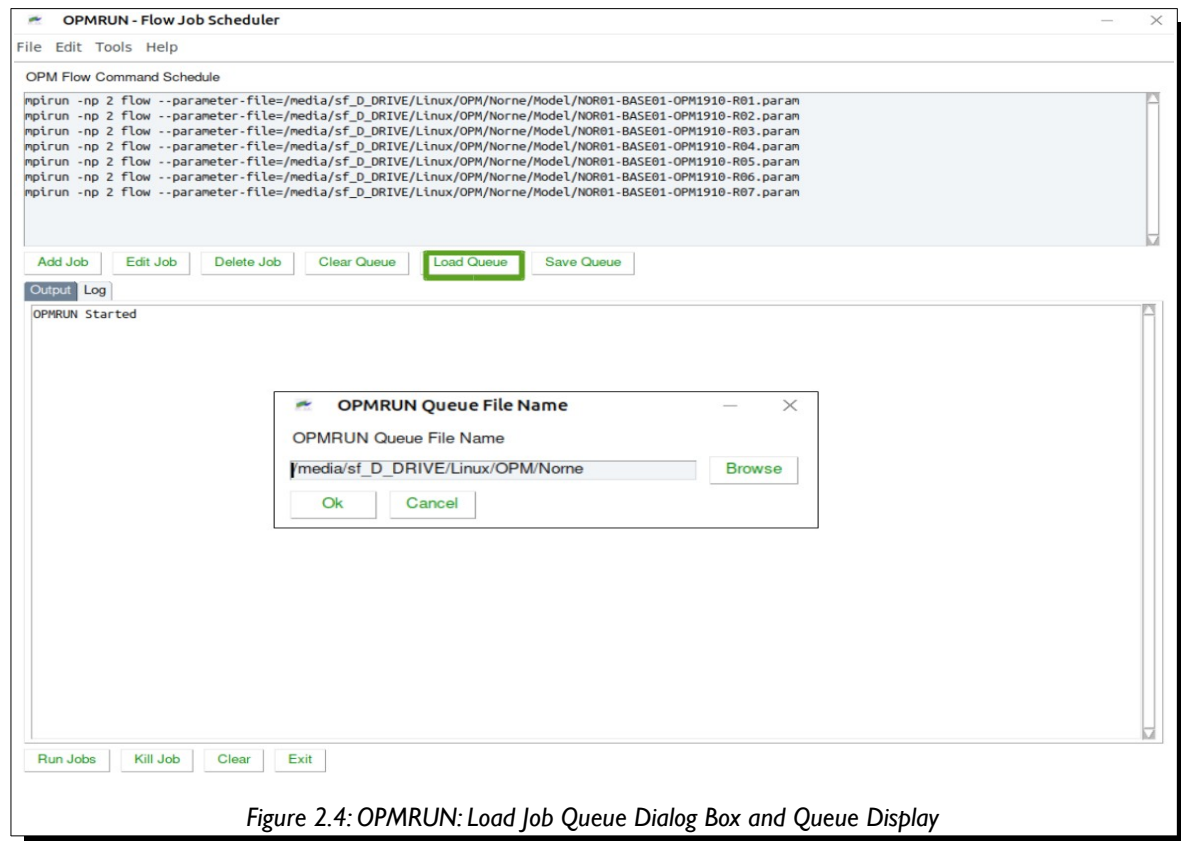 OPMRUN - Flow Job Scheduler
File Edit Tools Help
OPM Flow Command Schedule
mpirun -np 2 flow --parameter-file=/media/sf_D_DRIVE/Linux/OPM/Norne/Model/NOR01-BASE01-OPM1910-R01.param
mpirun -np 2 flow --parameter-file=/media/sf_D_DRIVE/Linux/OPM/Norne/Model/NOR01-BASE01-OPM1910-R02.param
mpirun -np 2 flow --parameter-file=/media/sf_D_DRIVE/Linux/OPM/Norne/Model/NOR01-BASE01-OPM1910-R03.param
mpirun -np 2 flow --parameter-file=/media/sf_D_DRIVE/Linux/OPM/Norne/Model/NOR01-BASE01-OPM1910-R04.param
mpirun -np 2 flow --parameter-file=/media/sf_D_DRIVE/Linux/OPM/Norne/Model/NOR01-BASE01-OPM1910-R05.param
mpirun -np 2 flow --parameter-file=/media/sf_D_DRIVE/Linux/OPM/Norne/Model/NOR01-BASE01-OPM1910-R06.param
mpirun -np 2 flow --parameter-file=/media/sf_D_DRIVE/Linux/OPM/Norne/Model/NOR01-BASE01-OPM1910-R07.param
Add Job Edit Job Delete Job Clear Queue Load Queue Save Queue
Output Log
OPMRUN Started
OPMRUN Queue File Name
OPMRUN Queue File Name
/media/sf_D_DRIVE/Linux/OPM/Norne Browse
Ok Cancel
Run Jobs Kill Job Clear Exit
Figure 2.4: OPMRUN: Load Job Queue Dialog Box and Queue Display